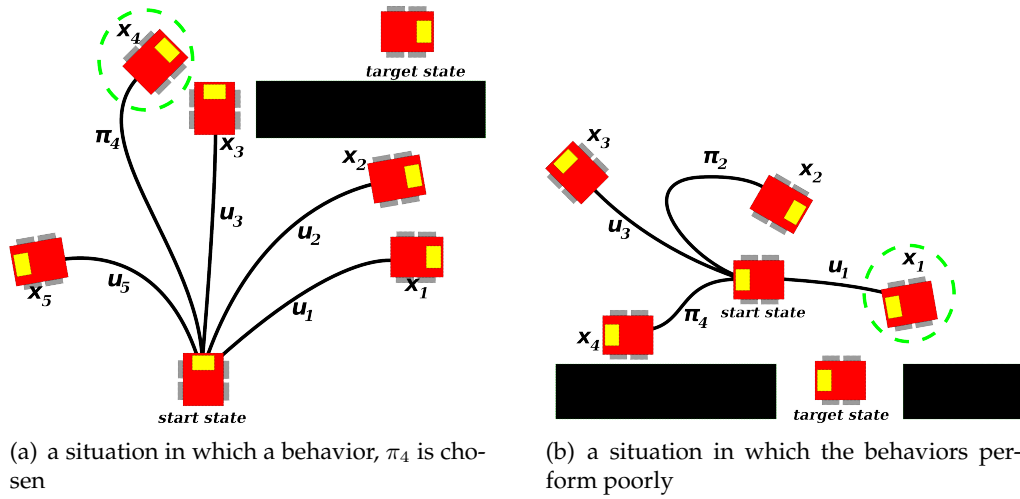 x4
target state
π4
x3
x2
u3
u2
x5
u5
u1
x1
start state
x3
π2
x2
u3
u1
x1
start state
π4
x4
target state
(a) a situation in which a behavior, π4 is cho-
sen
(b) a situation in which the behaviors per-
form poorly